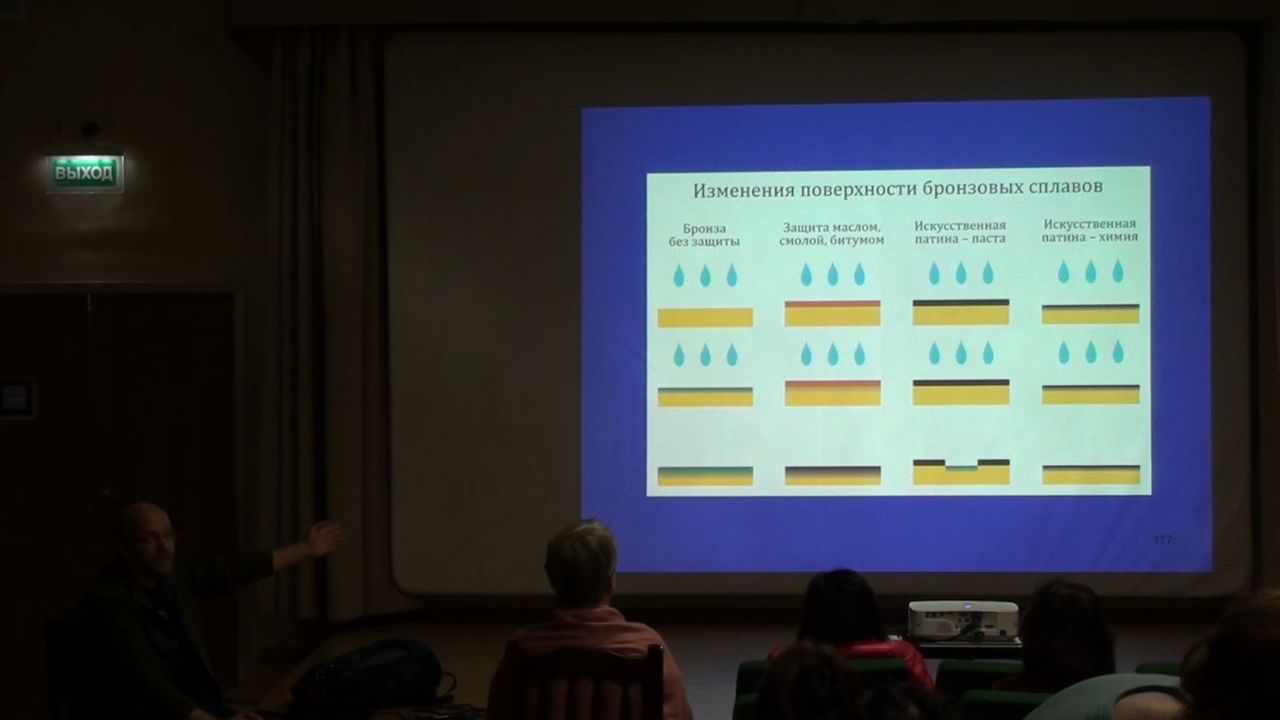 ВЫХОД
Изменения поверхности бронзовых сплавов
Бронза
без защиты
Защита маслом,
смолой, битумом
Искусственная
патина – паста
Искусственная
патина – химия
117